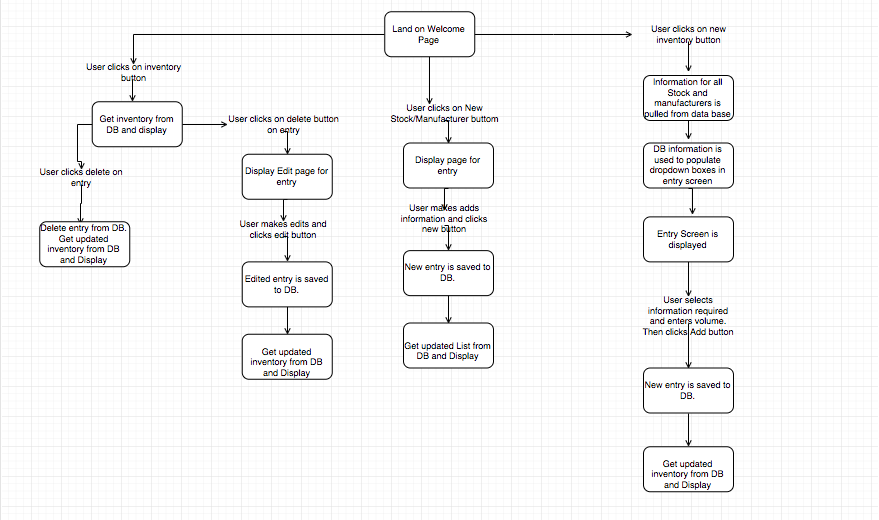 Land on Welcome
Page
User clicks on inventory
button
Get inventory from
DB and display
User clicks delete on
entry
Delete entry from DB.
Get updated
inventory from DB
and Display
User clicks on delete button
on entry
Display Edit page for
entry
User makes edits and
clicks edit button
Edited entry is saved
to DB.
Get updated
inventory from DB
and Display
User clicks on New
Stock/Manufacturer buttom
Display page for
entry
User makes adds
information and clicks
new button
New entry is saved to
DB.
Get updated List from
DB and Display
User clicks on new
inventory button
Information for all
Stock and
manufacturers is
pulled from data base
DB information is
used to populate
dropdown boxes in
entry screen
Entry Screen is
displayed
User selects
information required
and enters volume.
Then clicks Add button
New entry is saved to
DB.
Get updated
inventory from DB
and Display